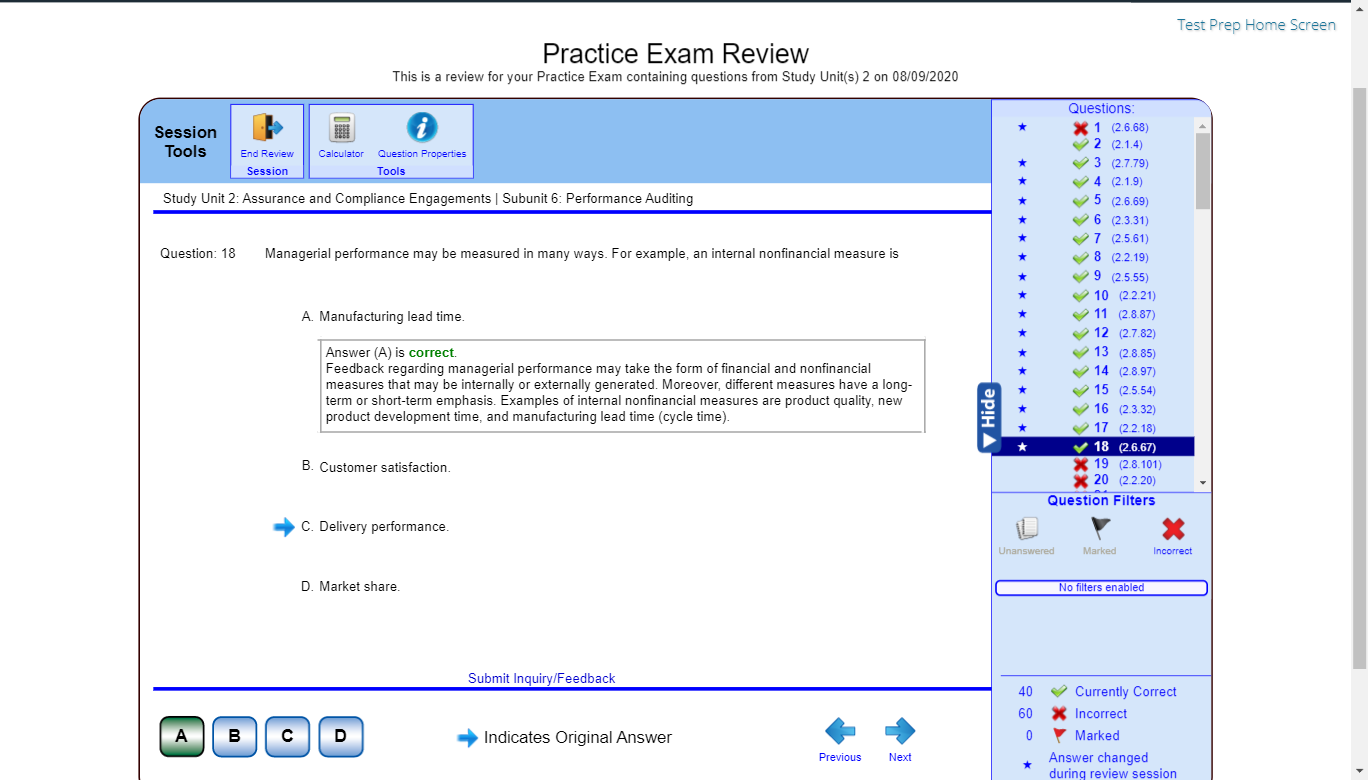 Test Prep Home Screen
Practice Exam Review
This is a review for your Practice Exam containing questions from Study Unit(s) 2 on 08/09/2020
Session
Tools
End Review
Session
Calculator
Question Properties
Tools
Study Unit 2: Assurance and Compliance Engagements | Subunit 6: Performance Auditing
Question: 18 Managerial performance may be measured in many ways. For example, an internal nonfinancial measure is
A. Manufacturing lead time.
Answer (A) is correct.
Feedback regarding managerial performance may take the form of financial and nonfinancial
measures that may be internally or externally generated. Moreover, different measures have a long-
term or short-term emphasis. Examples of internal nonfinancial measures are product quality, new
product development time, and manufacturing lead time (cycle time).
B. Customer satisfaction.
C. Delivery performance.
D. Market share.
Submit Inquiry/Feedback
A B C D
Indicates Original Answer
Previous
Next
Hide
Questions:
1 (2.6.68)
2 (2.1.4)
3 (2.7.79)
4 (2.1.9)
5 (2.6.69)
6 (2.3.31)
7 (2.5.61)
8 (2.2.19)
9 (2.5.55)
10 (2.2.21)
11 (2.8.87)
12 (2.7.82)
13 (2.8.85)
14 (2.8.97)
15 (2.5.54)
16 (2.3.32)
17 (2.2.18)
18 (2.6.67)
19 (2.8.101)
20 (2.2.20)
Question Filters
Unanswered
Marked
Incorrect
No filters enabled
40 Currently Correct
60 Incorrect
0 Marked
Answer changed
during review session